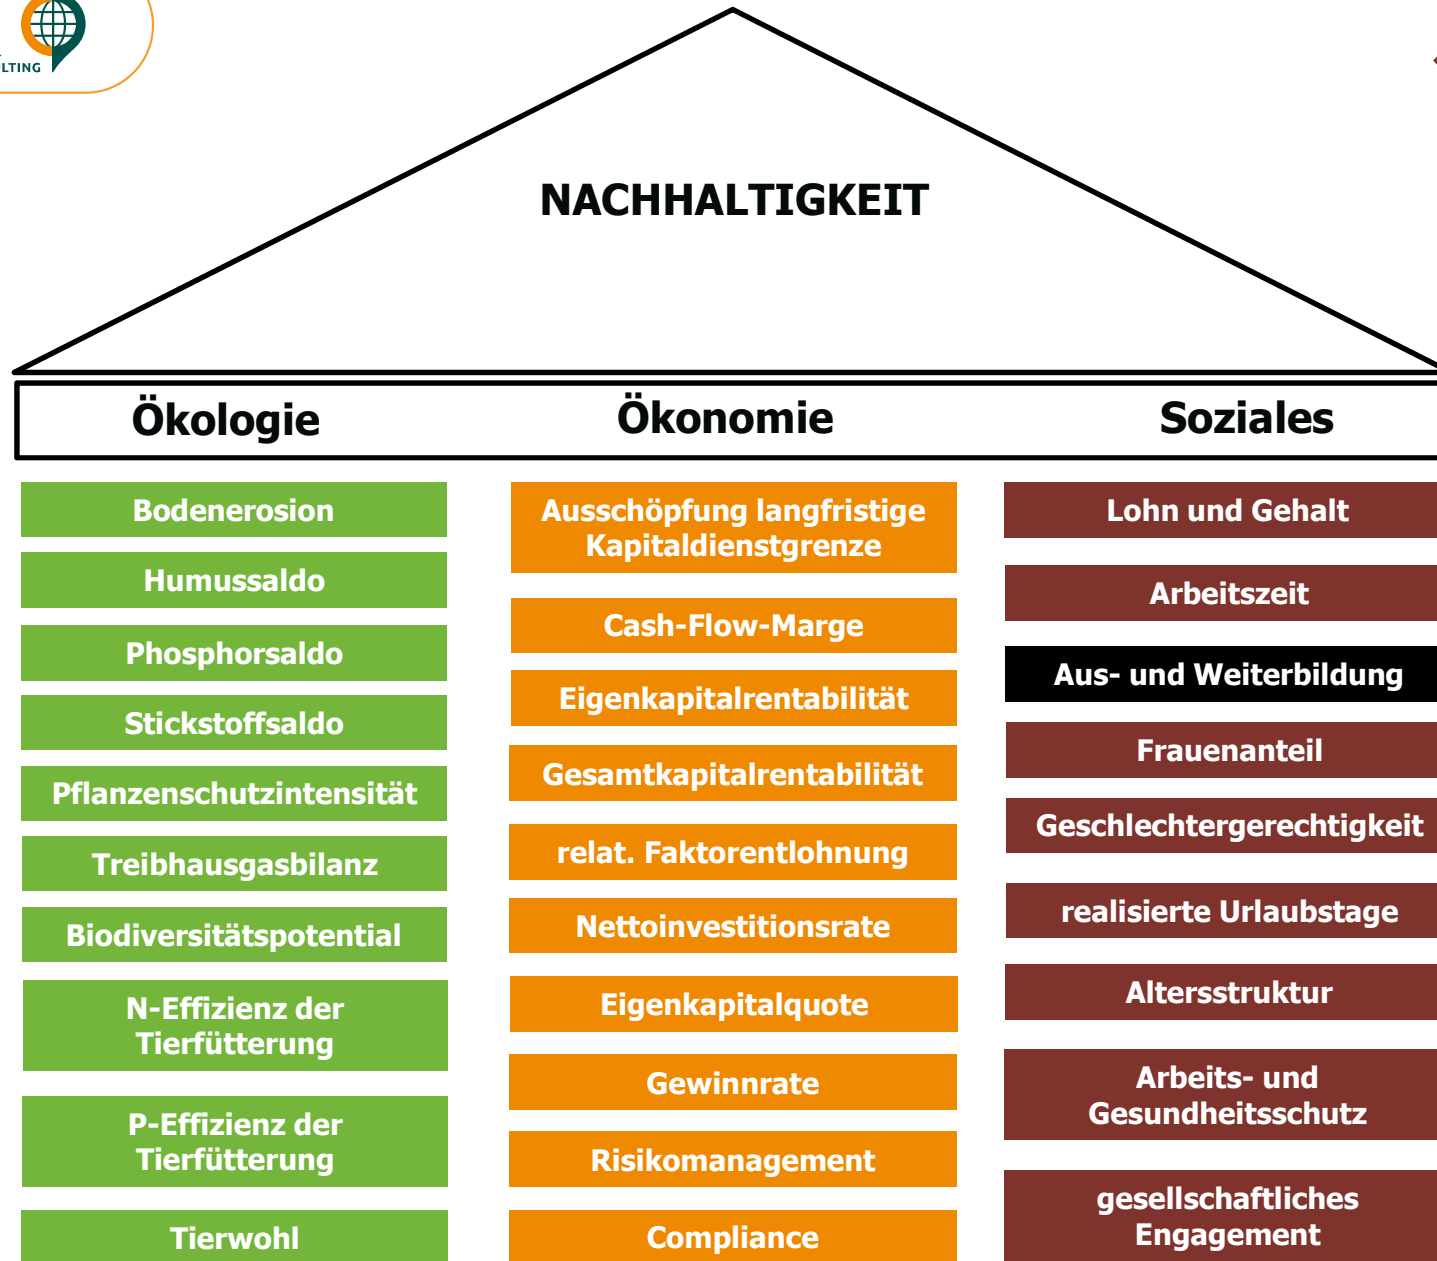 NACHHALTIGKEIT
Ökologie
Ökonomie
Soziales
Bodenerosion
Humussaldo
Phosphorsaldo
Stickstoffsaldo
Pflanzenschutzintensität
Treibhausgasbilanz
Biodiversitätspotential
N-Effizienz der
Tierfütterung
P-Effizienz der
Tierfütterung
Tierwohl
Ausschöpfung langfristige
Kapitaldienstgrenze
Cash-Flow-Marge
Eigenkapitalrentabilität
Gesamtkapitalrentabilität
relat. Faktorentlohnung
Nettoinvestitionsrate
Eigenkapitalquote
Gewinnrate
Risikomanagement
Compliance
Lohn und Gehalt
Arbeitszeit
Aus- und Weiterbildung
Frauenanteil
Geschlechtergerechtigkeit
realisierte Urlaubstage
Altersstruktur
Arbeits- und
Gesundheitsschutz
gesellschaftliches
Engagement